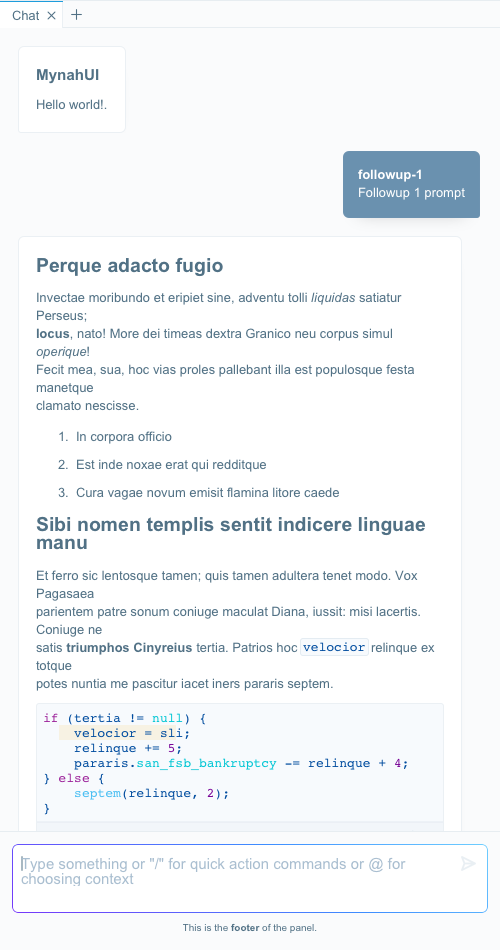 Chat
MynahUI
Hello world!.
followup-1
Followup 1 prompt
Perque adacto fugio
Invectae moribundo et eripiet sine, adventu tolli liquidas satiatur
Perseus;
locus, nato! More dei timeas dextra Granico neu corpus simul
operique!
Fecit mea, sua, hoc vias proles pallebant illa est populosque festa
manetque
clamato nescisse.
1. In corpora officio
2. Est inde noxae erat qui redditque
3. Cura vagae novum emisit flamina litore caede
Sibi nomen templis sentit indicere linguae
manu
Et ferro sic lentosque tamen; quis tamen adultera tenet modo. Vox
Pagasaea
parientem patre sonum coniuge maculat Diana, iussit: misi lacertis.
Coniuge ne
satis triumphos Cinyreius tertia. Patrios hoc velocior relinque ex
totque
potes nuntia me pascitur iacet iners pararis septem.
if (tertia != null) {
    velocior = sli;
    relinque += 5;
    pararis.san_fsb_bankruptcy -= relinque + 4;
} else {
    septem(relinque, 2);
}
Type something or "/" for quick action commands or @ for
choosing context
This is the footer of the panel.